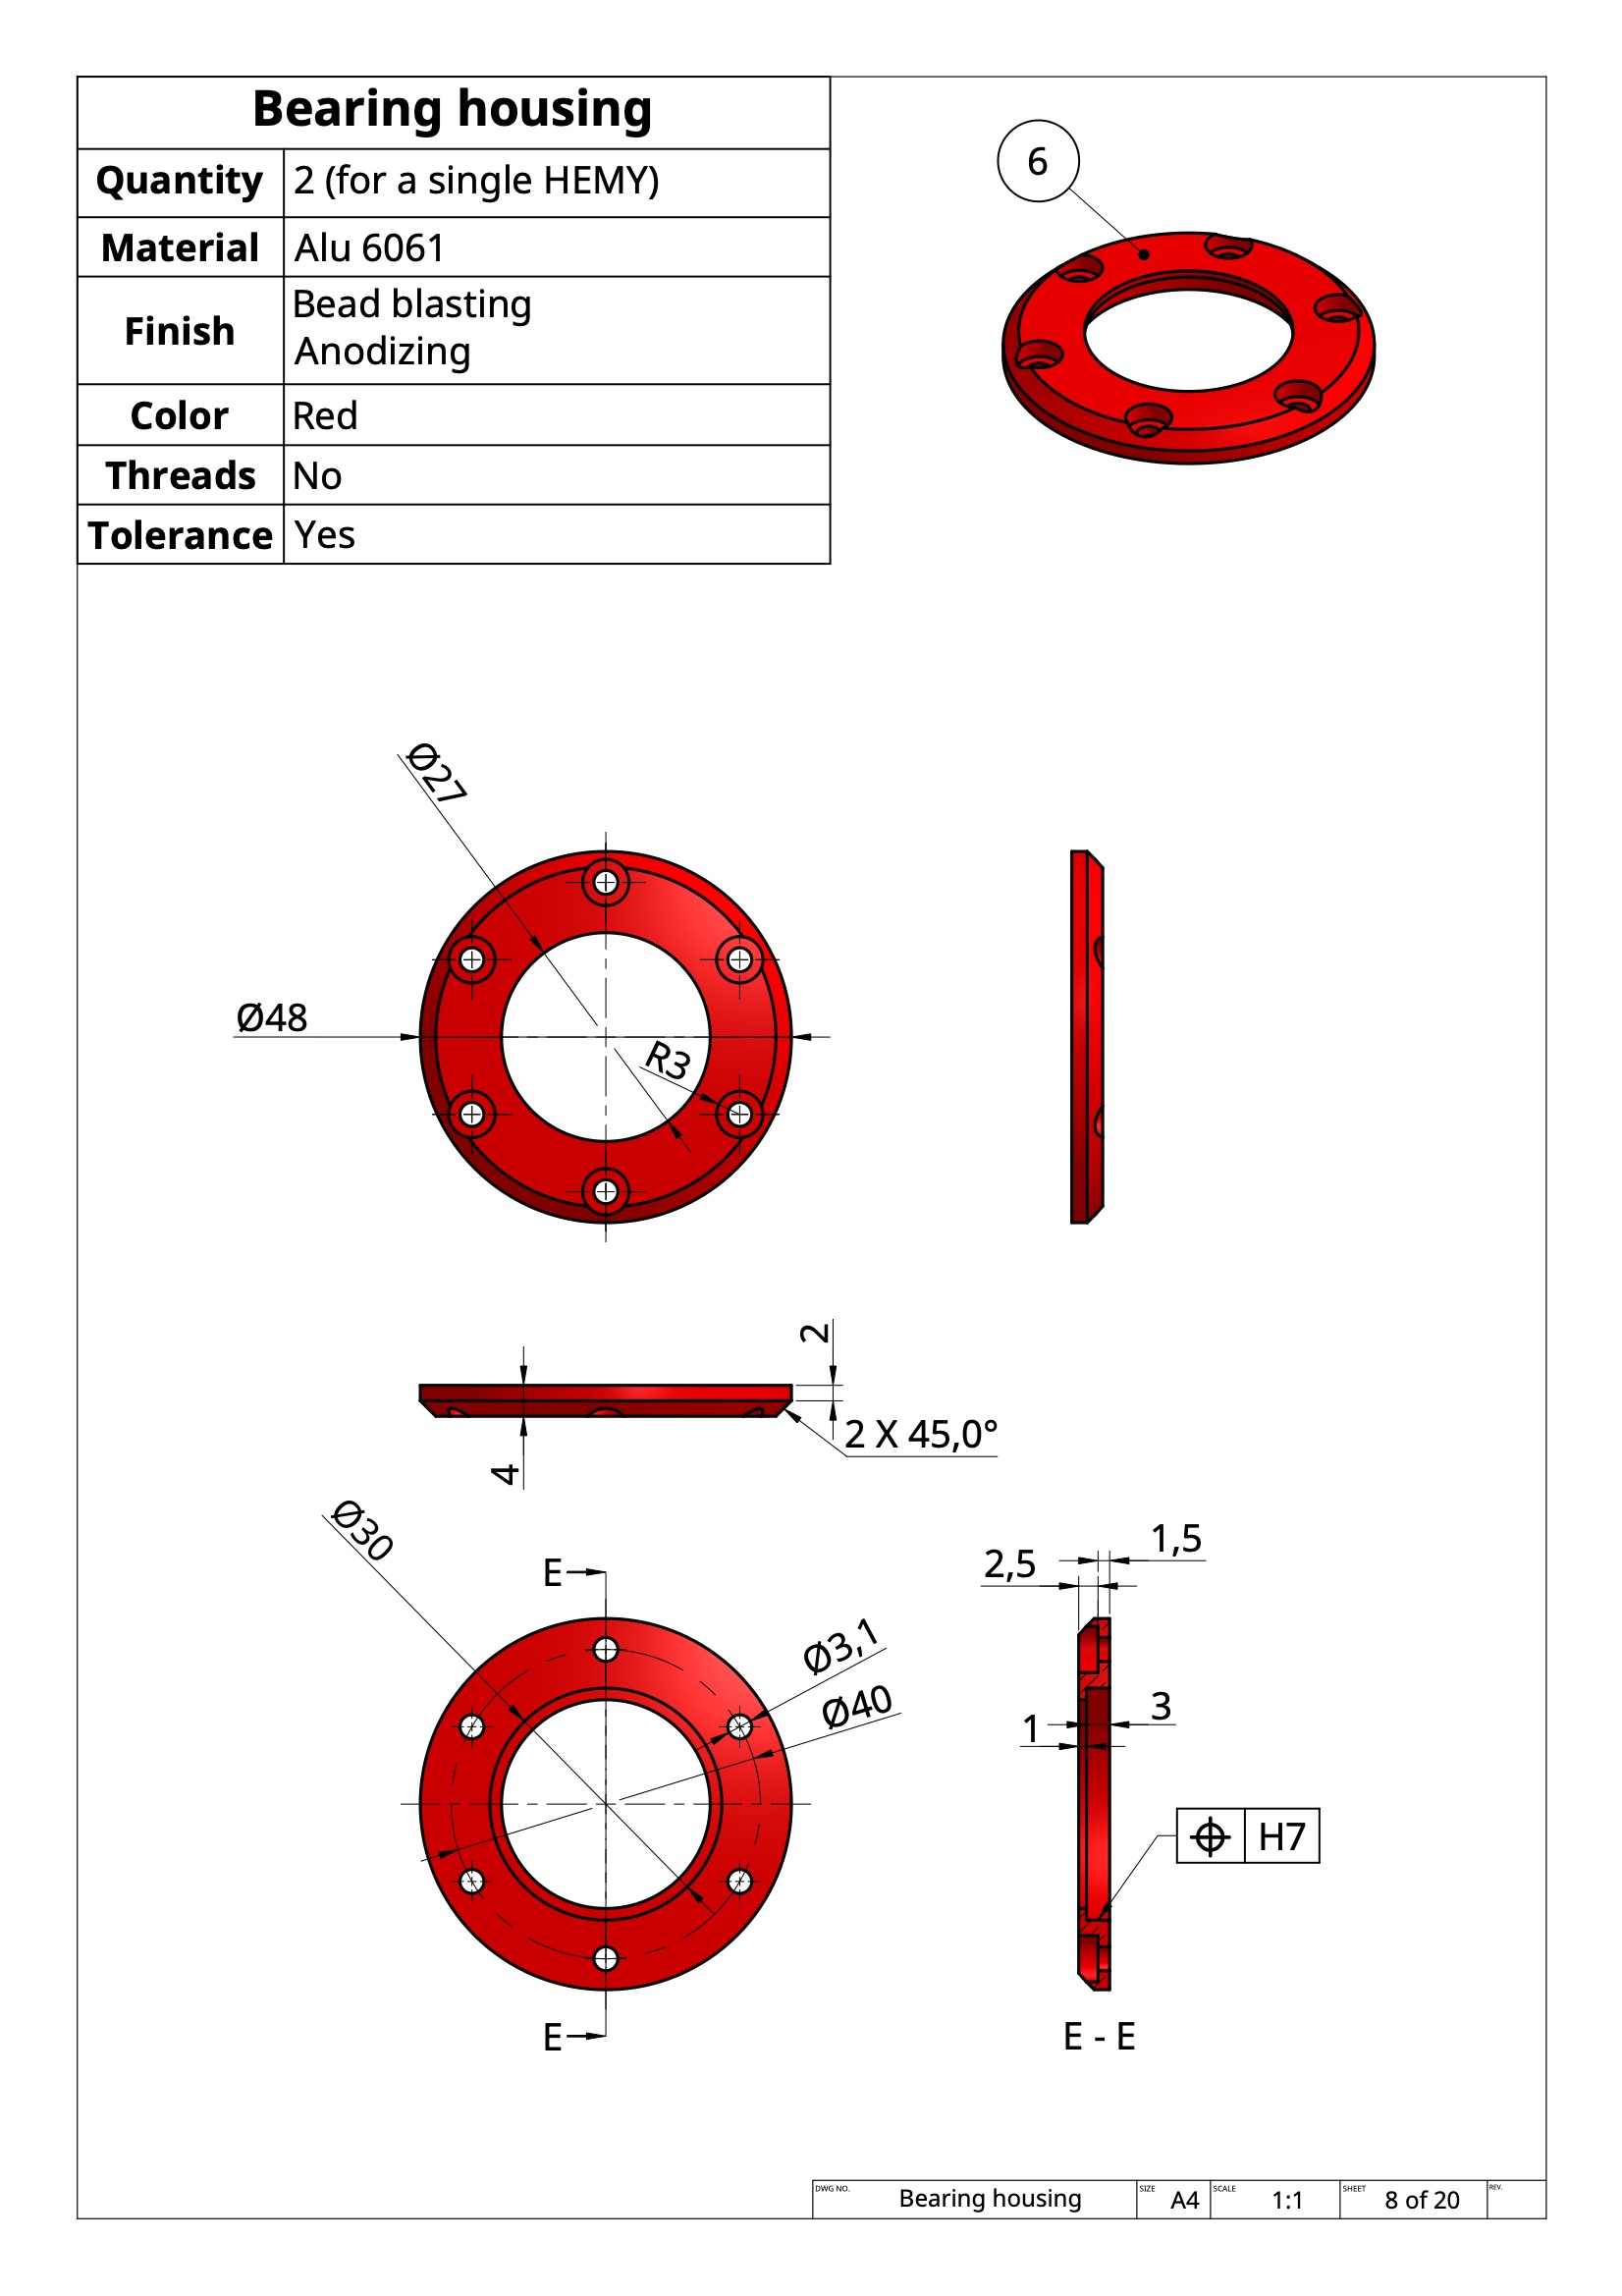 Bearing housing
Quantity 2 (for a single HEMY)
Material Alu 6061
Finish Bead blasting
Anodizing
Color Red
Threads No
Tolerance Yes
6
Ø27
Ø48
R3
2
2 X 45,0°
4
Ø30
E
1,5
2,5
Ø3,1
Ø40
3
1
H7
E
E - E
DWG NO. Bearing housing SIZE A4 SCALE 1:1 SHEET 8 of 20 REV.